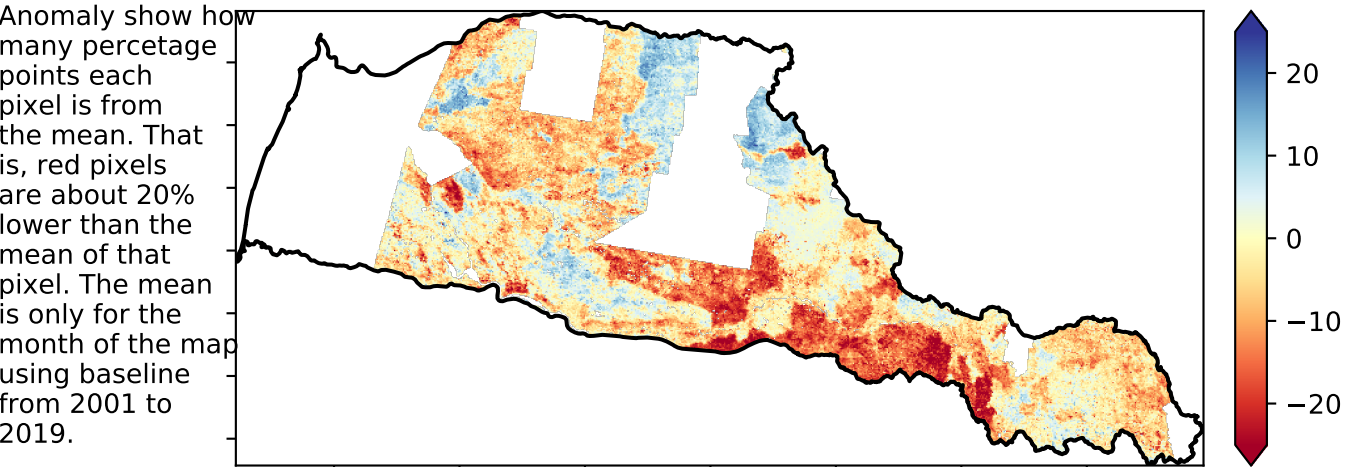 Anomaly show how
many percetage
points each
pixel is from
the mean. That
is, red pixels
are about 20%
lower than the
mean of that
pixel. The mean
is only for the
month of the map
using baseline
from 2001 to
2019.
20
10
0
−10
−20